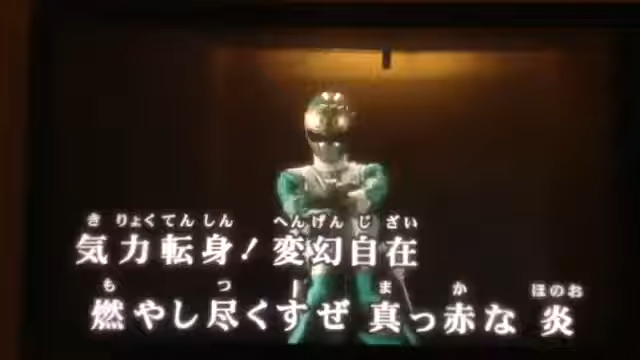 きりょくてんしん へんげんじざい
気力転身！変幻自在
も つ ま か ほのお
燃やし尽くすぜ 真っ赤な 炎